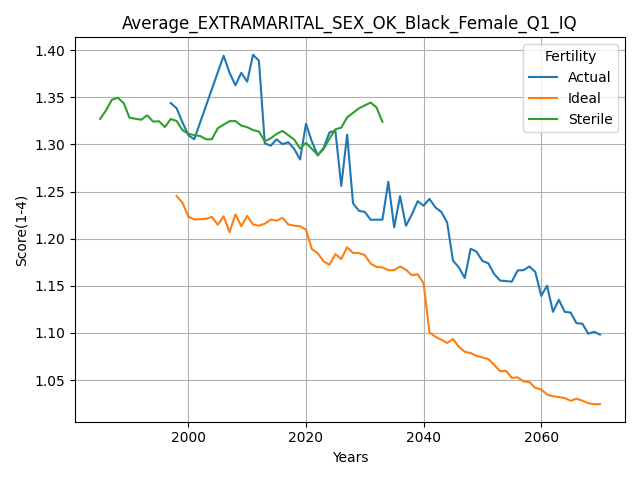 Average_EXTRAMARITAL_SEX_OK_Black_Female_Q1_IQ
Fertility
Actual
Ideal
Sterile
Score(1-4)
1.40
1.35
1.30
1.25
1.20
1.15
1.10
1.05
2000 2020 2040 2060
Years